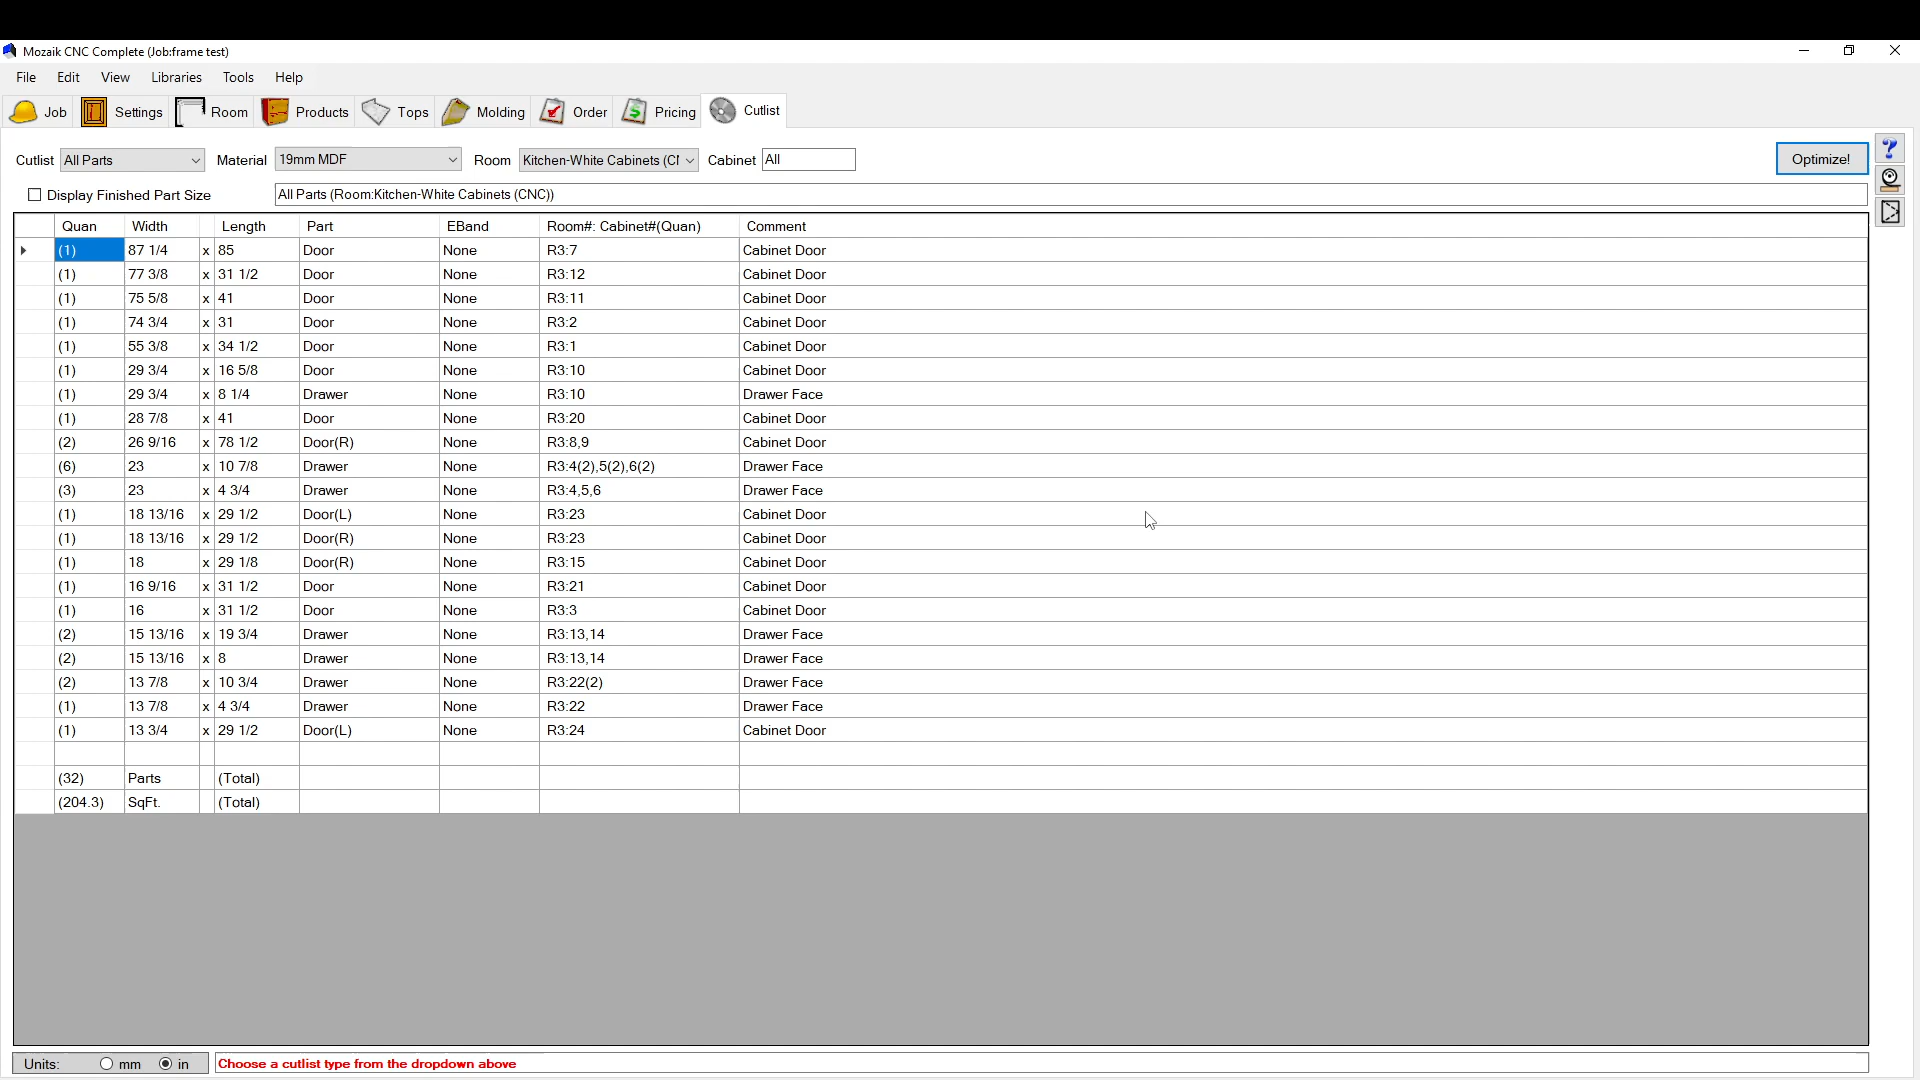 Mozaik CNC Complete (Job:frame test)
File Edit View Libraries Tools Help
Job Settings Room Products Tops Molding Order Pricing Cutlist
Cutlist All Parts Material 19mm MDF Room Kitchen-White Cabinets (CN Cabinet All Optimize!
Display Finished Part Size All Parts (Room:Kitchen-White Cabinets (CNC))
Quan Width Length Part EBand Room#: Cabinet#(Quan) Comment
(1) 87 1/4 x 85 Door None R3:7 Cabinet Door
(1) 77 3/8 x 31 1/2 Door None R3:12 Cabinet Door
(1) 75 5/8 x 41 Door None R3:11 Cabinet Door
(1) 74 3/4 x 31 Door None R3:2 Cabinet Door
(1) 55 3/8 x 34 1/2 Door None R3:1 Cabinet Door
(1) 29 3/4 x 16 5/8 Door None R3:10 Cabinet Door
(1) 29 3/4 x 8 1/4 Drawer None R3:10 Drawer Face
(1) 28 7/8 x 41 Door None R3:20 Cabinet Door
(2) 26 9/16 x 78 1/2 Door(R) None R3:8,9 Cabinet Door
(6) 23 x 10 7/8 Drawer None R3:4(2),5(2),6(2) Drawer Face
(3) 23 x 4 3/4 Drawer None R3:4,5,6 Drawer Face
(1) 18 13/16 x 29 1/2 Door(L) None R3:23 Cabinet Door
(1) 18 13/16 x 29 1/2 Door(R) None R3:23 Cabinet Door
(1) 18 x 29 1/8 Door(R) None R3:15 Cabinet Door
(1) 16 9/16 x 31 1/2 Door None R3:21 Cabinet Door
(1) 16 x 31 1/2 Door None R3:3 Cabinet Door
(2) 15 13/16 x 19 3/4 Drawer None R3:13,14 Drawer Face
(2) 15 13/16 x 8 Drawer None R3:13,14 Drawer Face
(2) 13 7/8 x 10 3/4 Drawer None R3:22(2) Drawer Face
(1) 13 7/8 x 4 3/4 Drawer None R3:22 Drawer Face
(1) 13 3/4 x 29 1/2 Door(L) None R3:24 Cabinet Door
(32) Parts (Total)
(204.3) SqFt. (Total)
Units: mm in Choose a cutlist type from the dropdown above